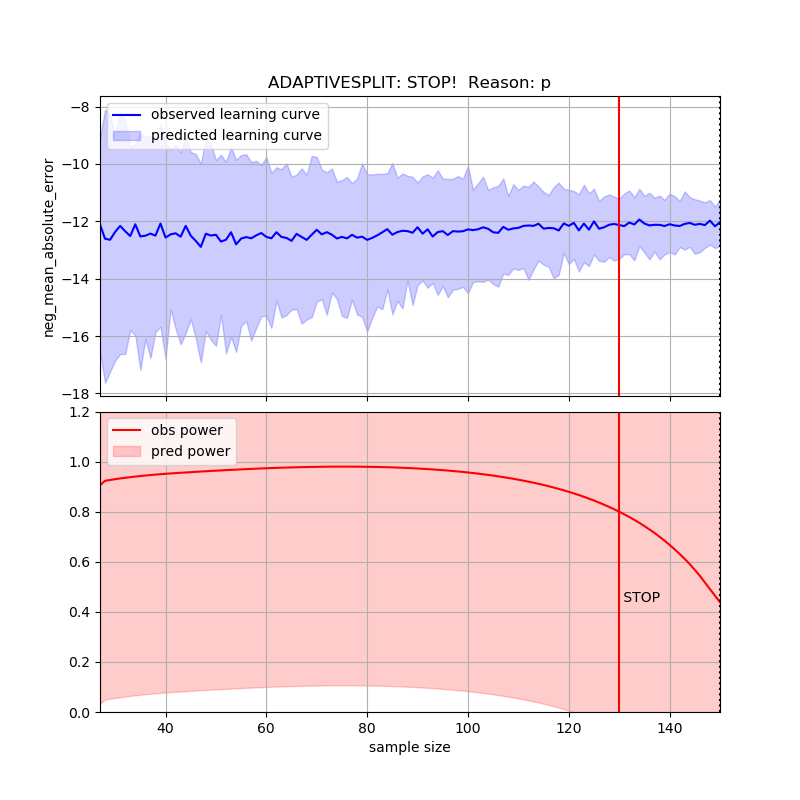 ADAPTIVESPLIT: STOP!  Reason: p
observed learning curve
predicted learning curve
neg_mean_absolute_error
−8
−10
−12
−14
−16
−18
obs power
pred power
1.2
1.0
0.8
0.6
0.4
0.2
0.0
STOP
40 60 80 100 120 140
sample size